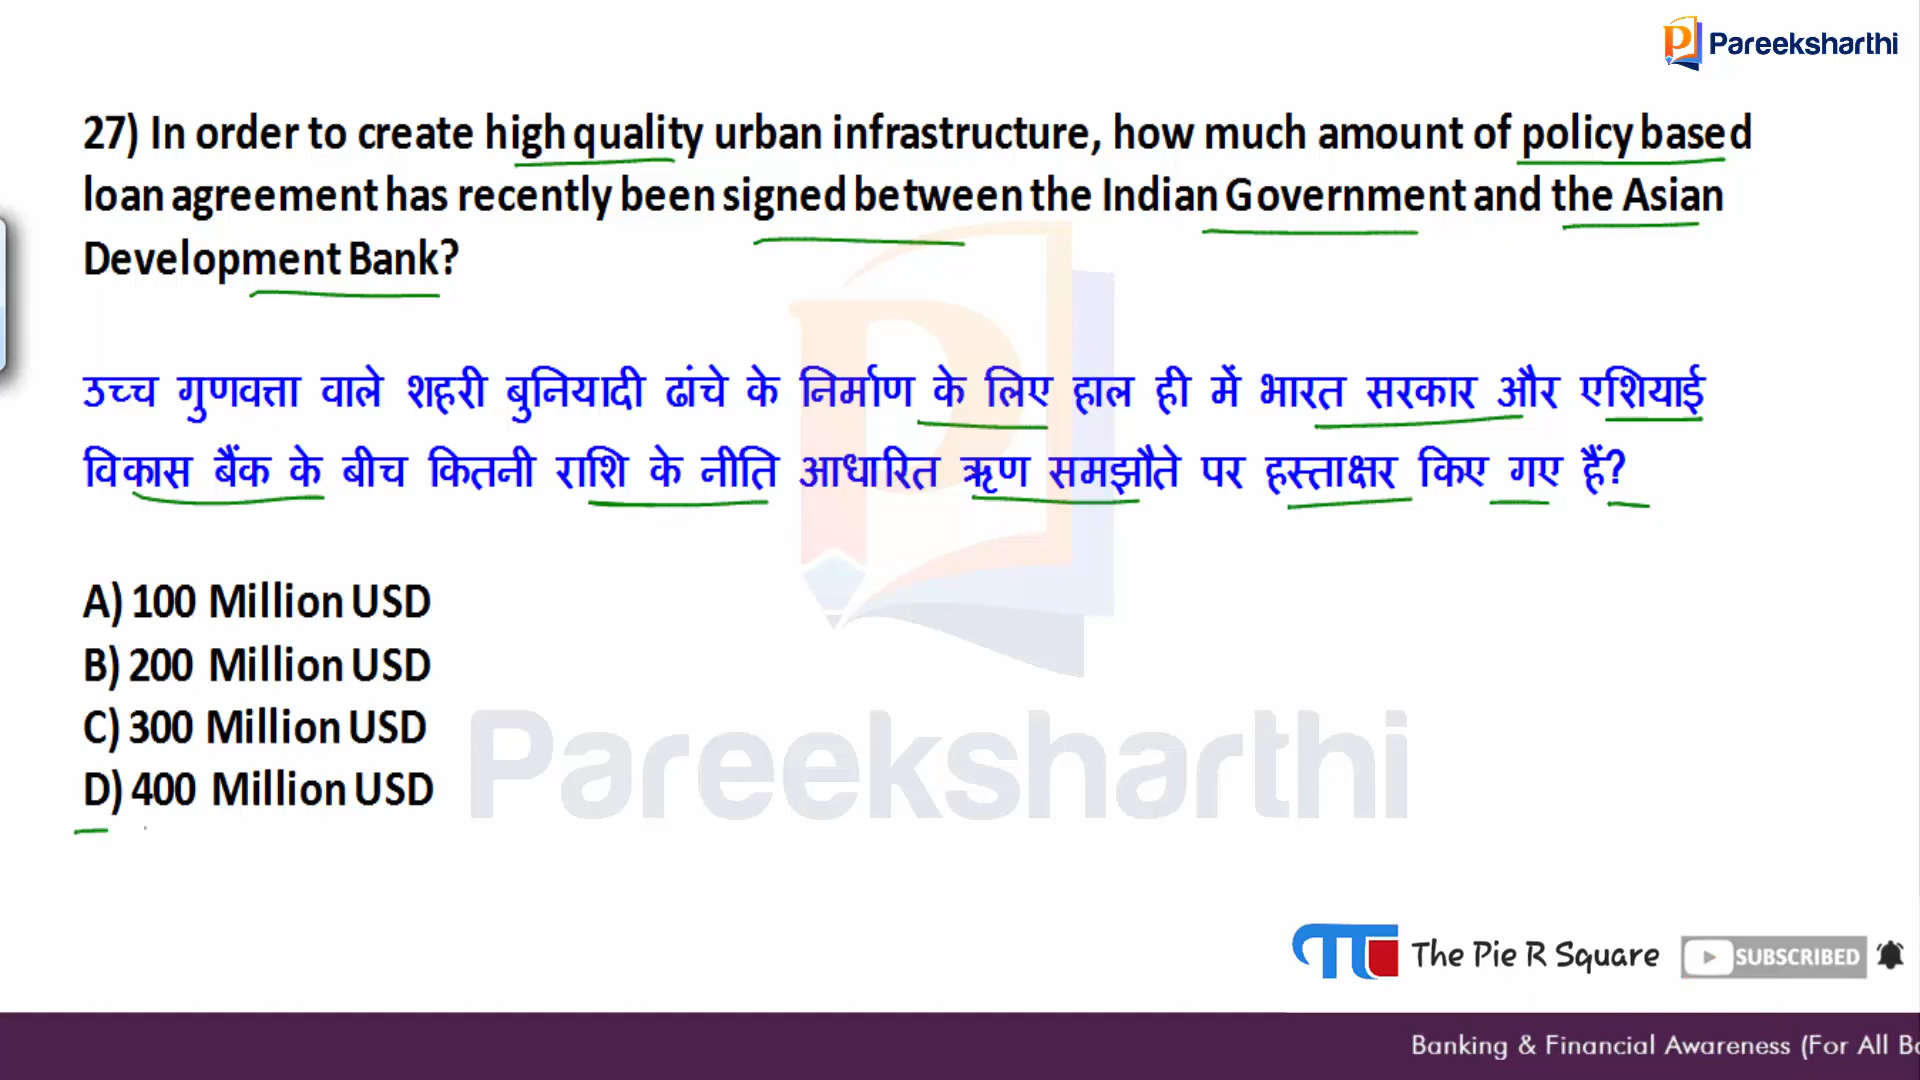 Pareeksharthi
27) In order to create high quality urban infrastructure, how much amount of policy based
loan agreement has recently been signed between the Indian Government and the Asian
Development Bank?
उच्च गुणवत्ता वाले शहरी बुनियादी ढांचे के निर्माण के लिए हाल ही में भारत सरकार और एशियाई
विकास बैंक के बीच कितनी राशि के नीति आधारित ऋण समझौते पर हस्ताक्षर किए गए हैं?
A) 100 Million USD
B) 200 Million USD
C) 300 Million USD
D) 400 Million USD
Pareeksharthi
The Pie R Square
SUBSCRIBED
Banking & Financial Awareness (For All